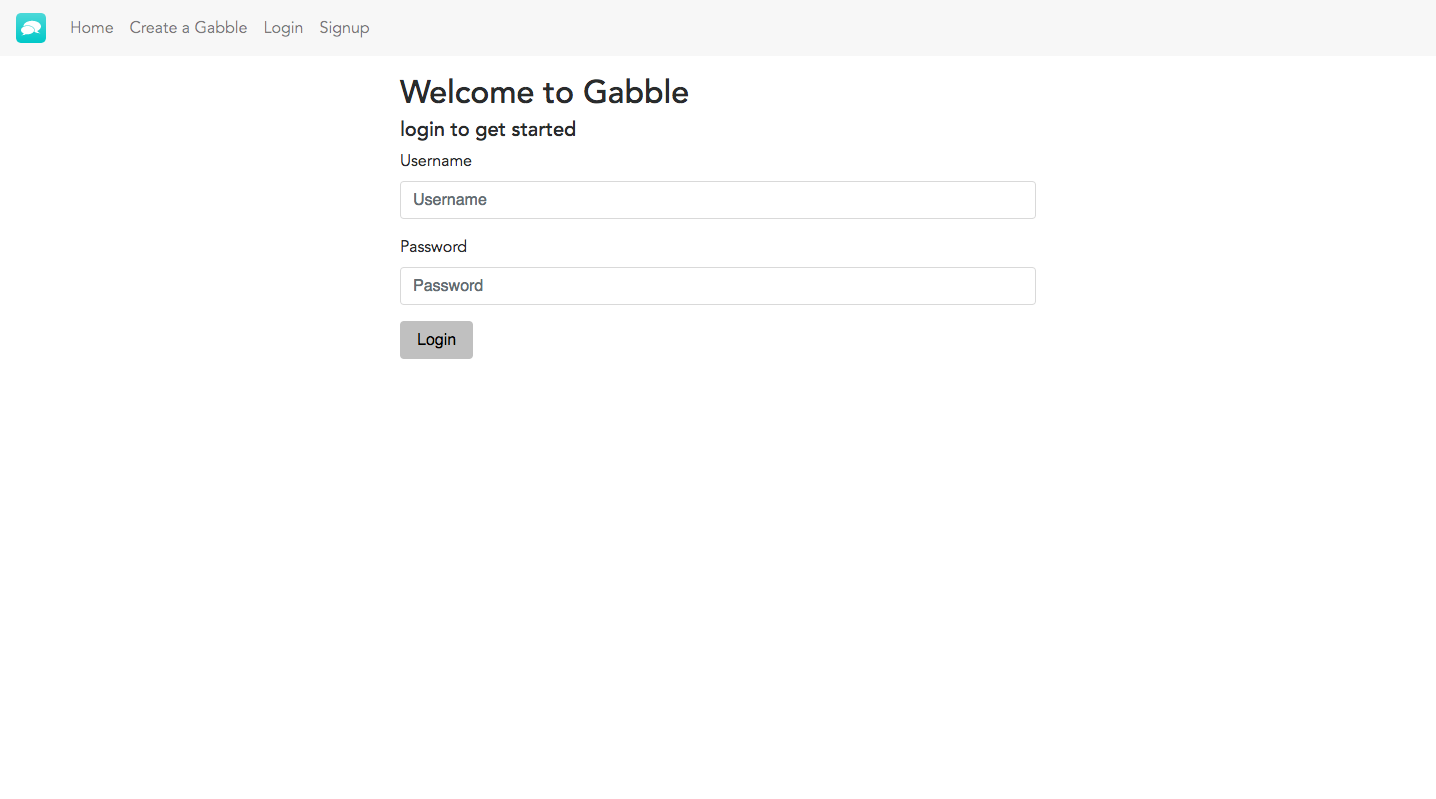 Home Create a Gabble Login Signup
Welcome to Gabble
login to get started
Username
Username
Password
Password
Login